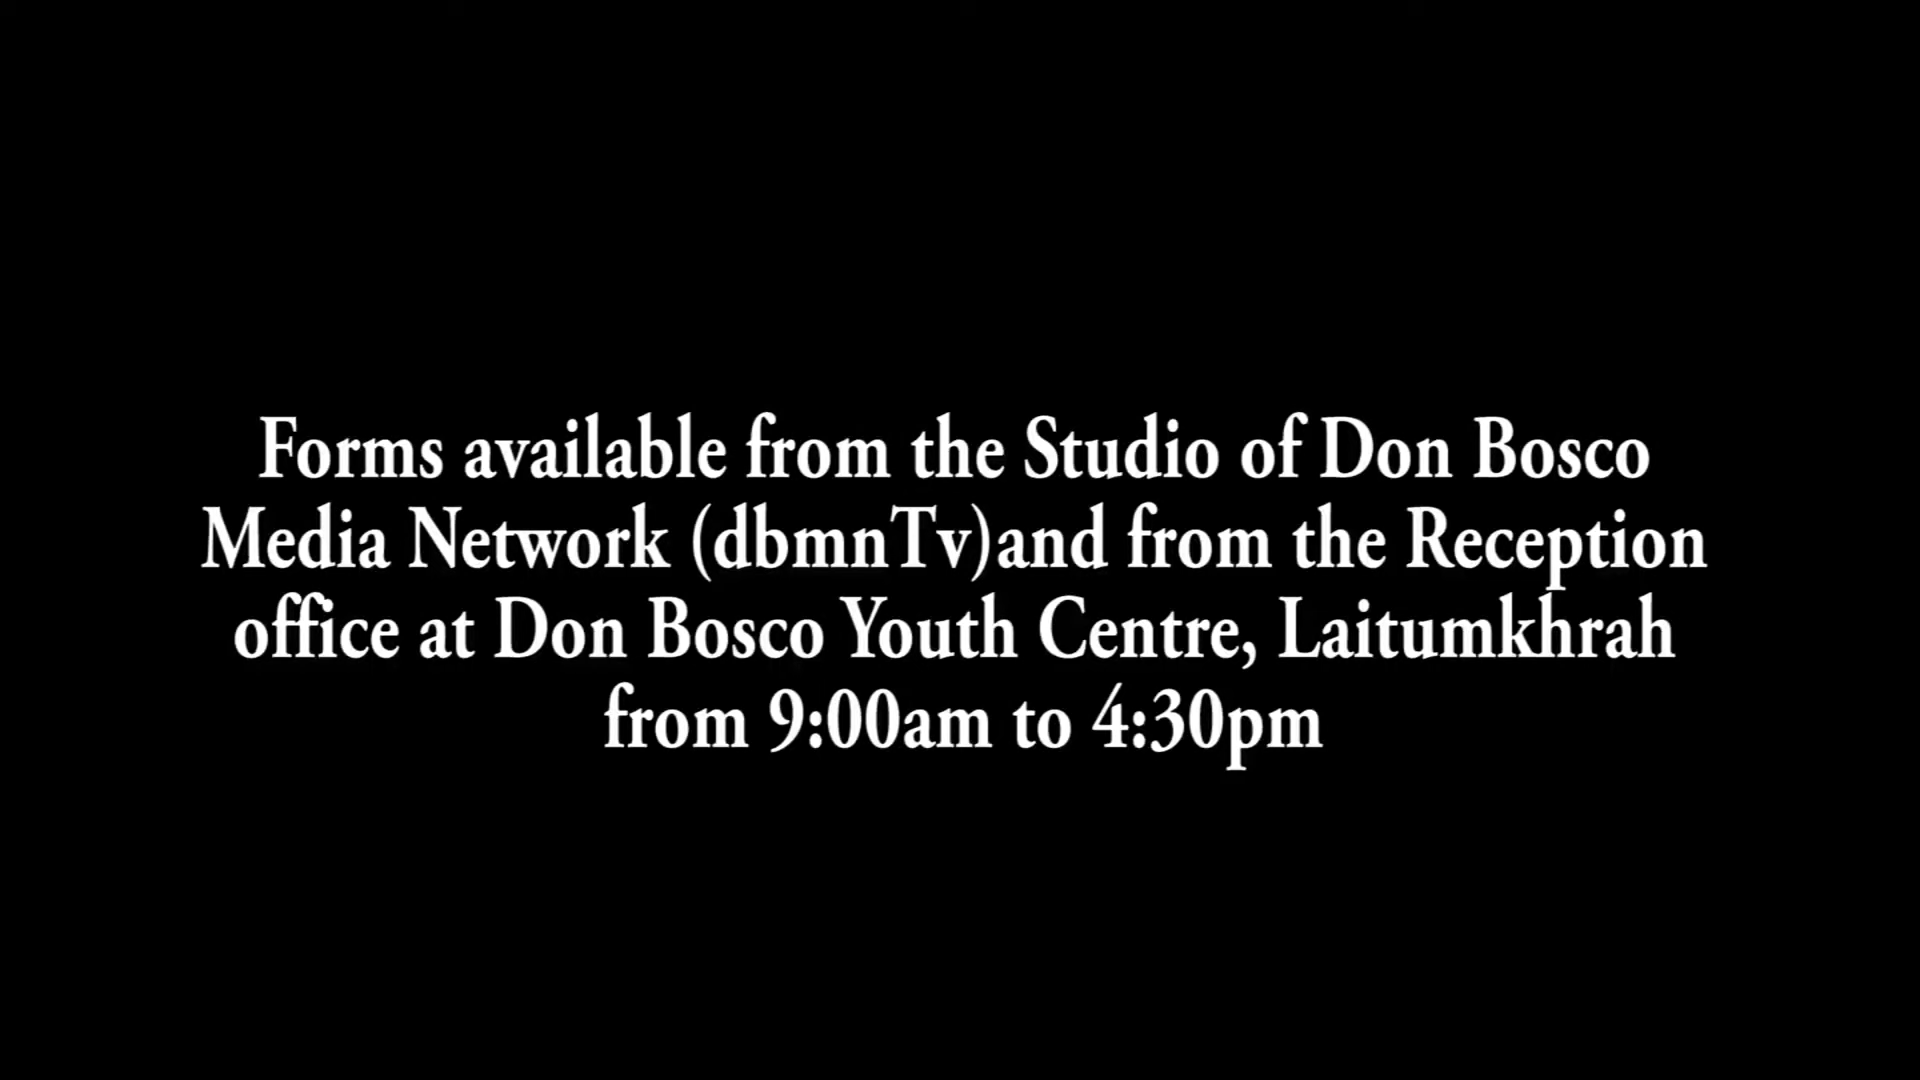 Forms available from the Studio of Don Bosco
Media Network (dbmnTv)and from the Reception
office at Don Bosco Youth Centre, Laitumkhrah
from 9:00am to 4:30pm